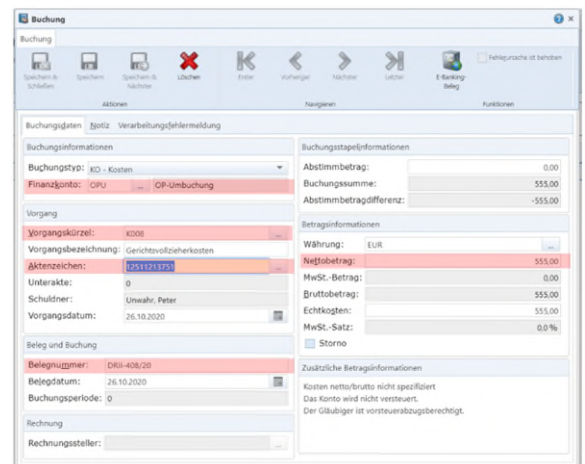 Buchung
Buchung
Speichern & Schließen
Speichern
Speichern & Nächster
Löschen
Erster
Vorheriger
Nächster
Letzter
E-Banking-Beleg
Fehlerursache ist behoben
Aktionen
Navigieren
Funktionen
Buchungsdaten Notiz Verarbeitungsfehlermeldung
Buchungsinformationen
Buchungstyp: KO - Kosten
Finanzkonto: OPU ... OP-Umbuchung
Vorgang
Vorgangskürzel: KD08 ...
Vorgangsbezeichnung: Gerichtsvollzieherkosten
Aktenzeichen: 12511213751 ...
Unterakte: 0
Schuldner: Unwahr, Peter
Vorgangsdatum: 26.10.2020
Beleg und Buchung
Belegnummer: DRII-408/20
Belegdatum: 26.10.2020
Buchungsperiode: 0
Rechnung
Rechnungssteller: ...
Buchungsstapelinformationen
Abstimmbetrag: 0,00
Buchungssumme: 555,00
Abstimmbetragdifferenz: -555,00
Betragsinformationen
Währung: EUR ...
Nettobetrag: 555,00
MwSt.-Betrag: 0,00
Bruttobetrag: 555,00
Echtkosten: 555,00
MwSt.-Satz: 0,0 %
Storno
Zusätzliche Betragsinformationen
Kosten netto/brutto nicht spezifiziert
Das Konto wird nicht versteuert.
Der Gläubiger ist vorsteuerabzugsberechtigt.